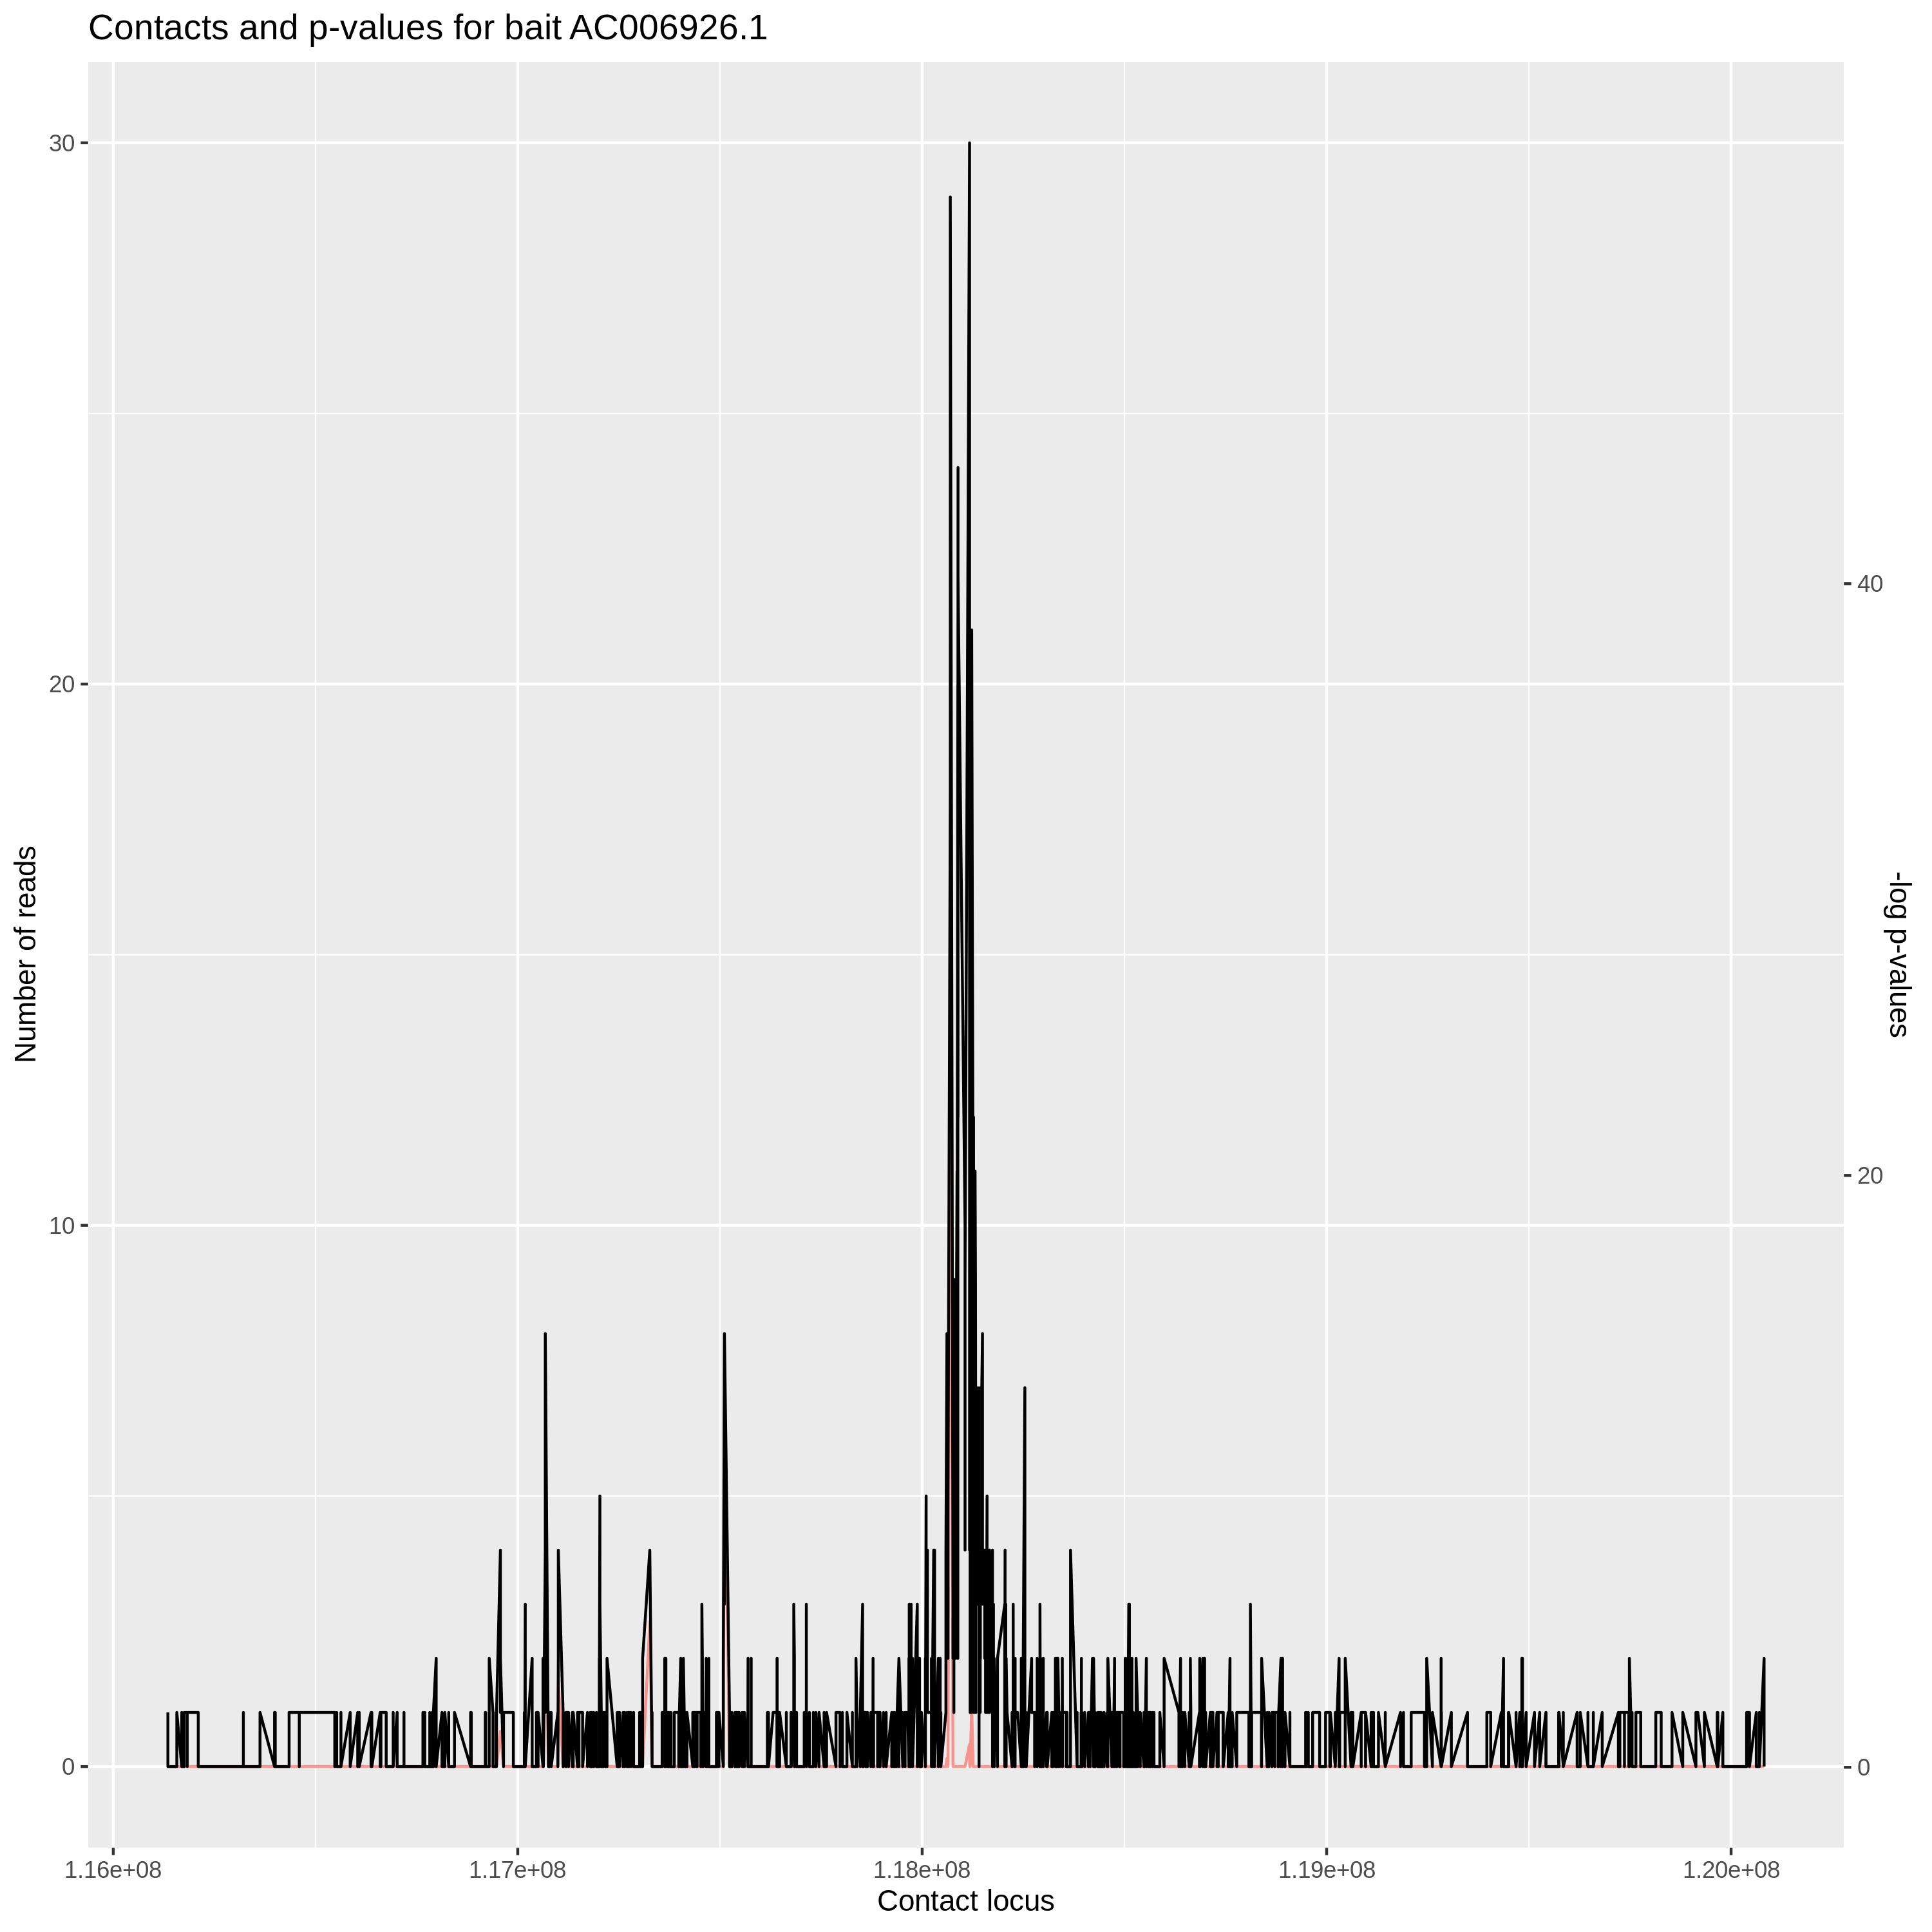 Contacts and p-values for bait AC006926.1
30
20
10
0
Number of reads
40
20
0
-log p-values
1.16e+08
1.17e+08
1.18e+08
1.19e+08
1.20e+08
Contact locus